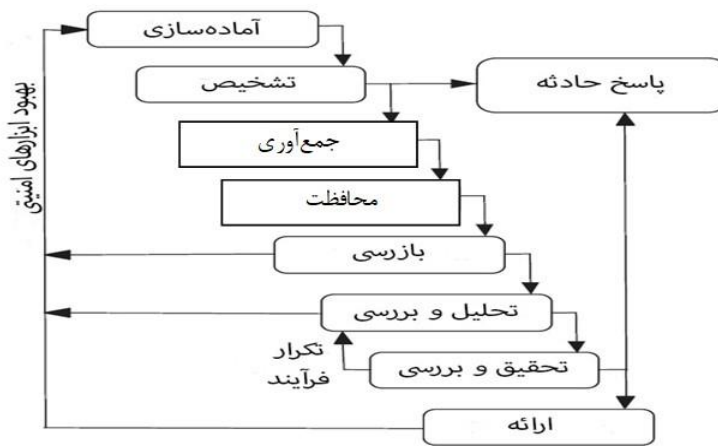 آماده‌سازی
تشخیص
پاسخ حادثه
جمع‌آوری
محافظت
بازرسی
تحلیل و بررسی
تکرار
فرآیند
تحقیق و بررسی
ارائه
بهبود ابزارهای امنیتی